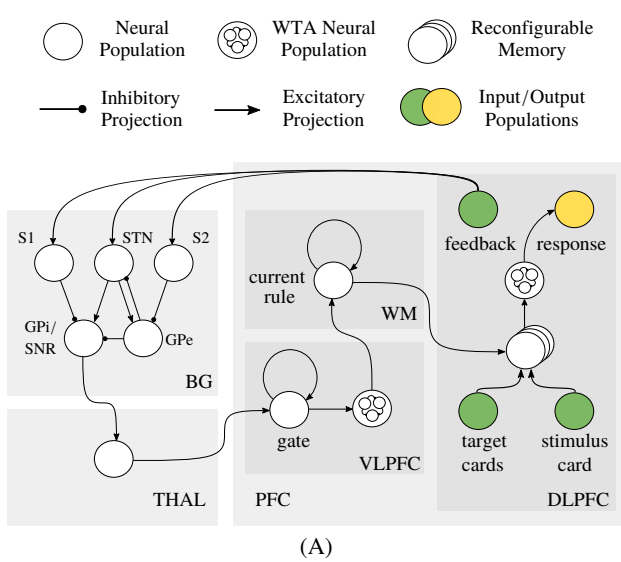 Neural
Population
WTA Neural
Population
Reconfigurable
Memory
Inhibitory
Projection
Excitatory
Projection
Input/Output
Populations
S1
STN
S2
GPi/
SNR
GPe
BG
THAL
current
rule
WM
gate
VLPFC
PFC
feedback
response
target
cards
stimulus
card
DLPFC
(A)